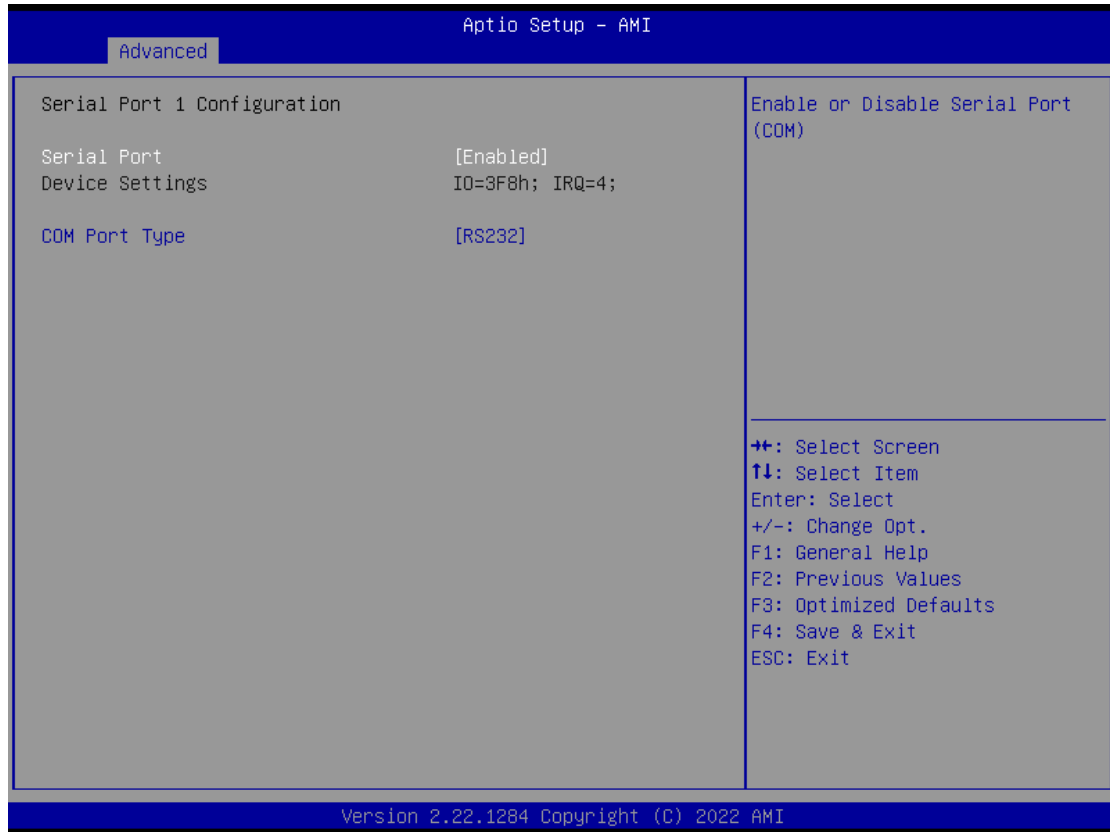 Aptio Setup – AMI
Advanced
Serial Port 1 Configuration
Serial Port [Enabled]
Device Settings IO=3F8h; IRQ=4;
COM Port Type [RS232]
Enable or Disable Serial Port
(COM)
→←: Select Screen
↑↓: Select Item
Enter: Select
+/-: Change Opt.
F1: General Help
F2: Previous Values
F3: Optimized Defaults
F4: Save & Exit
ESC: Exit
Version 2.22.1284 Copyright (C) 2022 AMI